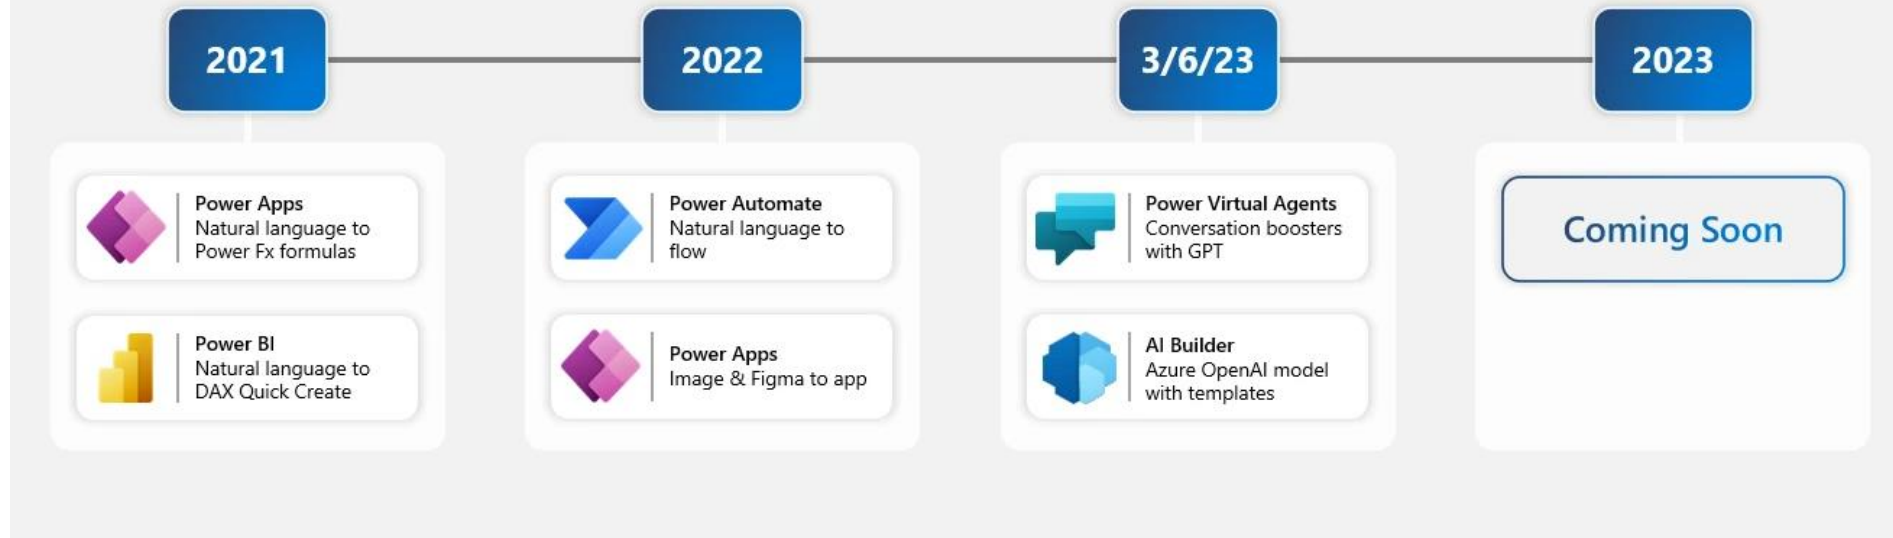 2021
2022
3/6/23
2023
Power Apps
Natural language to
Power Fx formulas
Power BI
Natural language to
DAX Quick Create
Power Automate
Natural language to
flow
Power Apps
Image & Figma to app
Power Virtual Agents
Conversation boosters
with GPT
AI Builder
Azure OpenAI model
with templates
Coming Soon